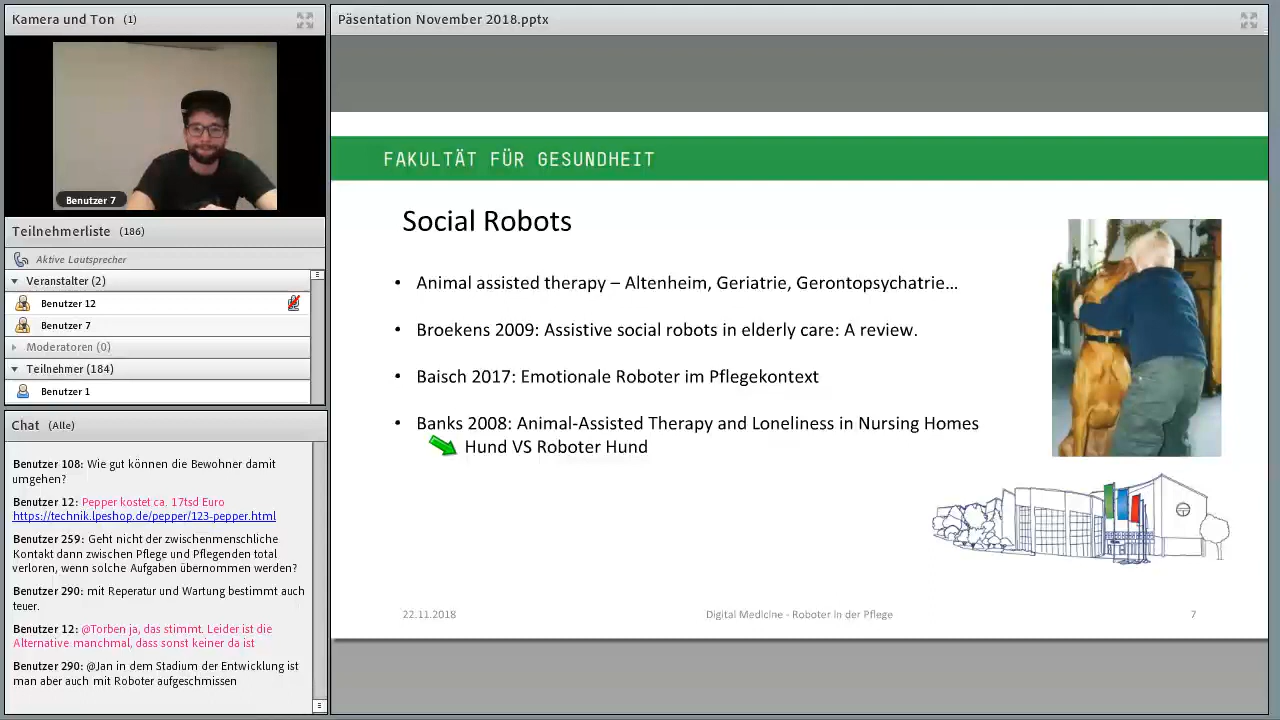 Kamera und Ton (1)
Benutzer 7
Teilnehmerliste (186)
Aktive Lautsprecher
Veranstalter (2)
Benutzer 12
Benutzer 7
Moderatoren (0)
Teilnehmer (184)
Benutzer 1
Chat (Alle)
Benutzer 108: Wie gut können die Bewohner damit
umgehen?
Benutzer 12: Pepper kostet ca. 17tsd Euro
https://technik.lpeshop.de/pepper/123-pepper.html
Benutzer 259: Geht nicht der zwischenmenschliche
Kontakt dann zwischen Pflege und Pflegenden total
verloren, wenn solche Aufgaben übernommen werden?
Benutzer 290: mit Reperatur und Wartung bestimmt auch
teuer.
Benutzer 12: @Torben ja, das stimmt. Leider ist die
Alternative manchmal, dass sonst keiner da ist
Benutzer 290: @Jan in dem Stadium der Entwicklung ist
man aber auch mit Roboter aufgeschmissen
Päsentation November 2018.pptx
FAKULTÄT FÜR GESUNDHEIT
Social Robots
• Animal assisted therapy – Altenheim, Geriatrie, Gerontopsychatrie…
• Broekens 2009: Assistive social robots in elderly care: A review.
• Baisch 2017: Emotionale Roboter im Pflegekontext
• Banks 2008: Animal-Assisted Therapy and Loneliness in Nursing Homes
Hund VS Roboter Hund
22.11.2018
Digital Medicine - Roboter in der Pflege
7